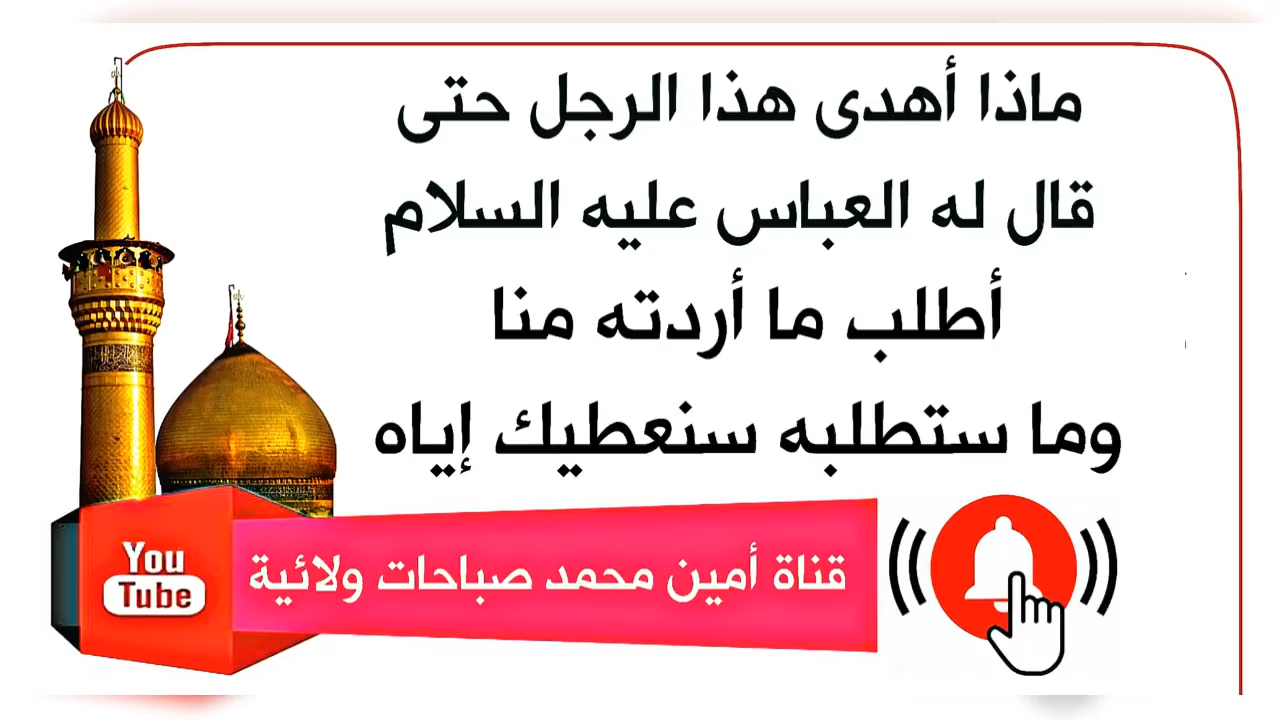 ماذا أهدى هذا الرجل حتى
قال له العباس عليه السلام
أطلب ما أردته منا
وما ستطلبه سنعطيك إياه
قناة أمين محمد صباحات ولائية
You
Tube